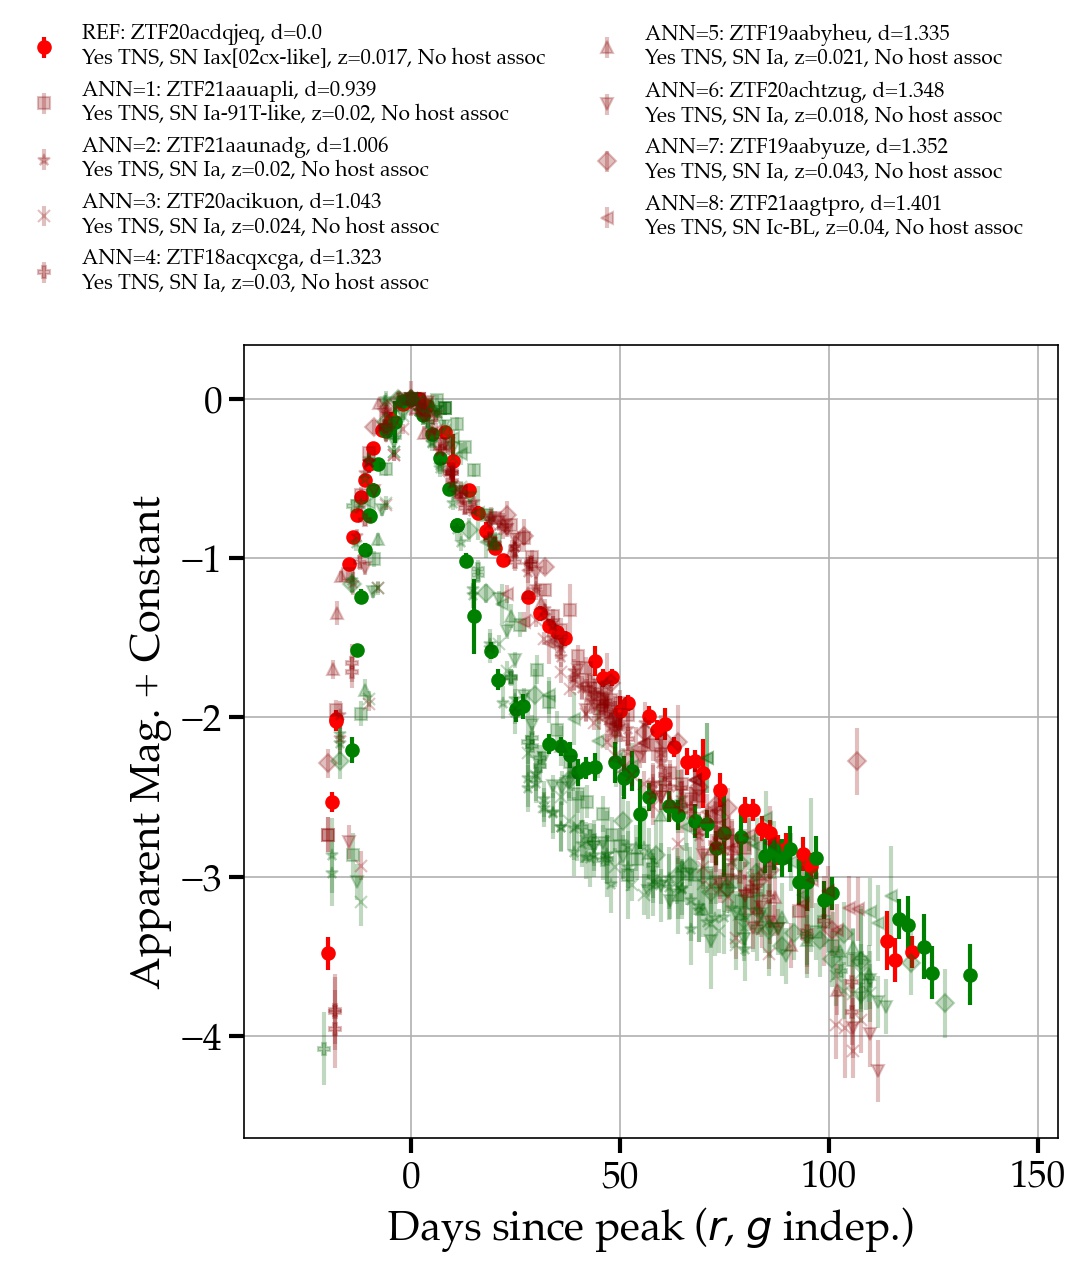 REF: ZTF20acdqjeq, d=0.0
Yes TNS, SN Iax[02cx-like], z=0.017, No host assoc
ANN=1: ZTF21aauapli, d=0.939
Yes TNS, SN Ia-91T-like, z=0.02, No host assoc
ANN=2: ZTF21aaunadg, d=1.006
Yes TNS, SN Ia, z=0.02, No host assoc
ANN=3: ZTF20acikuon, d=1.043
Yes TNS, SN Ia, z=0.024, No host assoc
ANN=4: ZTF18acqxcga, d=1.323
Yes TNS, SN Ia, z=0.03, No host assoc
ANN=5: ZTF19aabyheu, d=1.335
Yes TNS, SN Ia, z=0.021, No host assoc
ANN=6: ZTF20achtzug, d=1.348
Yes TNS, SN Ia, z=0.018, No host assoc
ANN=7: ZTF19aabyuze, d=1.352
Yes TNS, SN Ia, z=0.043, No host assoc
ANN=8: ZTF21aagtpro, d=1.401
Yes TNS, SN Ic-BL, z=0.04, No host assoc
Apparent Mag. + Constant
0
−1
−2
−3
−4
0
50
100
150
Days since peak (r, g indep.)